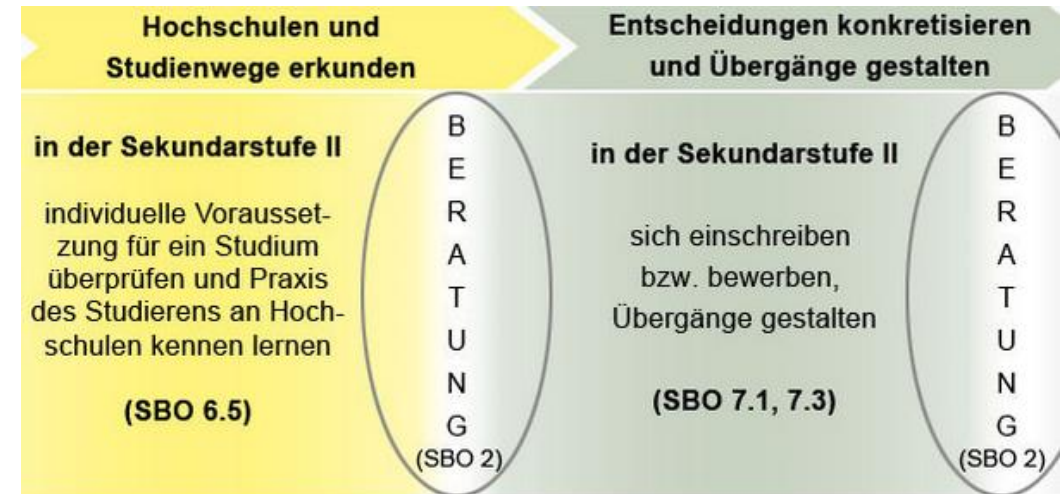 Hochschulen und
Studienwege erkunden
in der Sekundarstufe II
individuelle Vorausset-
zung für ein Studium
überprüfen und Praxis
des Studierens an Hoch-
schulen kennen lernen
(SBO 6.5)
B
E
R
A
T
U
N
G
(SBO 2)
Entscheidungen konkretisieren
und Übergänge gestalten
in der Sekundarstufe II
sich einschreiben
bzw. bewerben,
Übergänge gestalten
(SBO 7.1, 7.3)
B
E
R
A
T
U
N
G
(SBO 2)